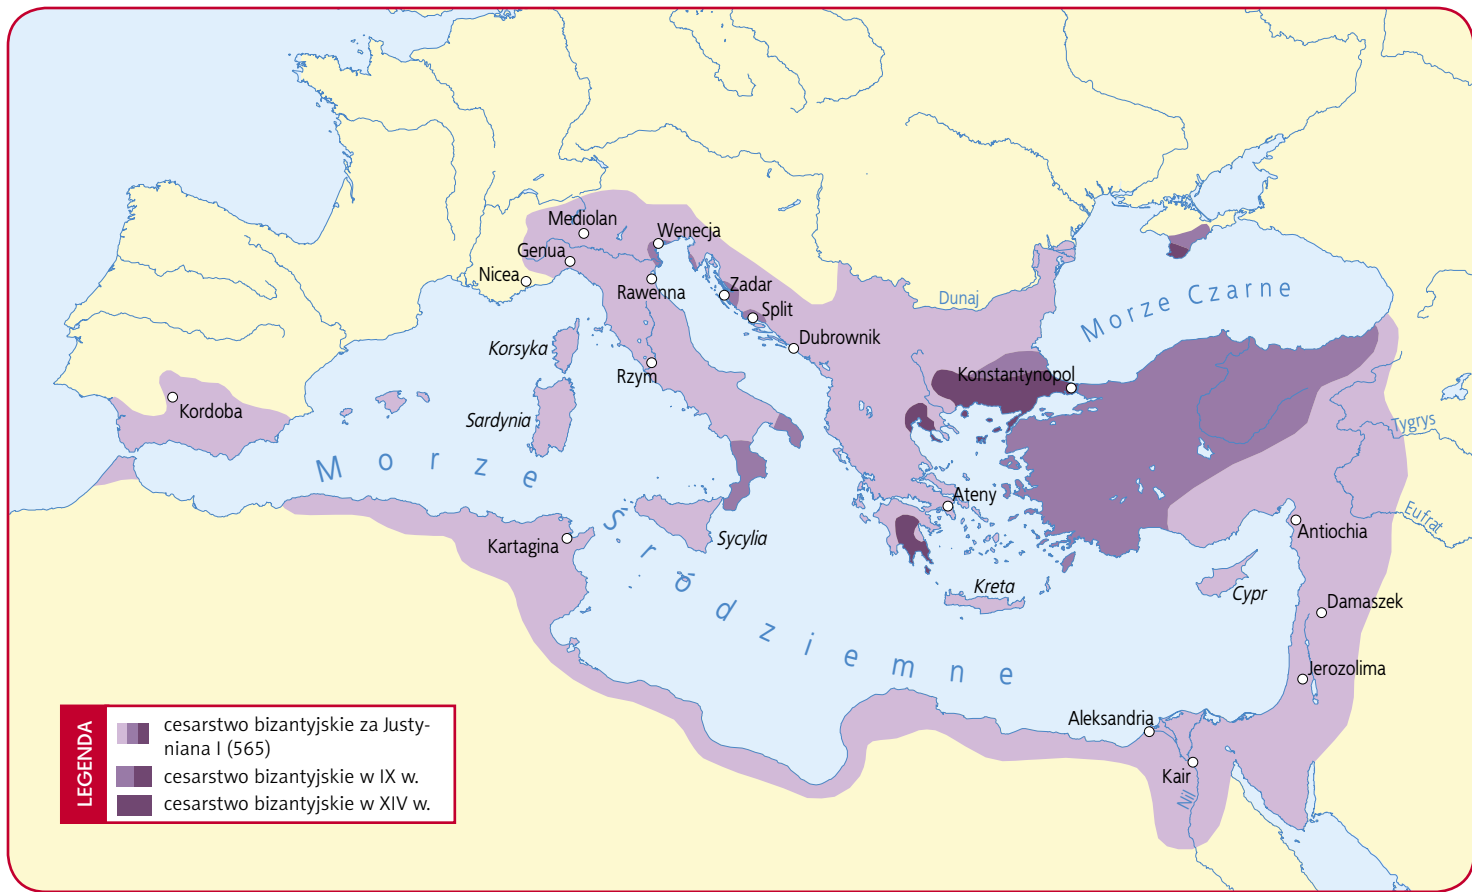 Mediolan
Wenecja
Genua
Nicea
Rawenna
Zadar
Split
Dubrownik
Dunaj
Morze Czarne
Korsyka
Rzym
Konstantynopol
Kordoba
Sardynia
Tygrys
Morze
Śródziemne
Ateny
Eufrat
Kartagina
Sycylia
Antiochia
Kreta
Cypr
Damaszek
Jerozolima
Aleksandria
Kair
Nil
LEGENDA
cesarstwo bizantyjskie za Justy-
niana I (565)
cesarstwo bizantyjskie w IX w.
cesarstwo bizantyjskie w XIV w.